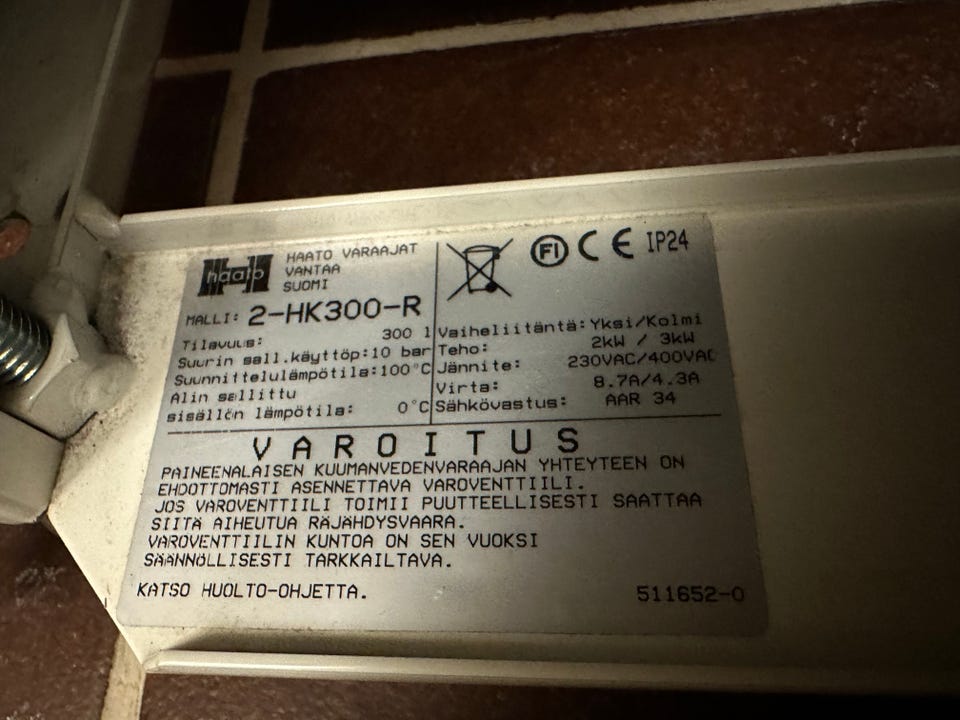 haato
HAATO VARAAJAT
VANTAA
SUOMI
MALLI: 2-HK300-R
Tilavuus: 300 l
Suurin sall.käyttöp:10 bar
Suunnittelulämpötila:100°C
Alin sallittu
sisällön lämpötila: 0°C
FI CE IP24
Vaiheliitäntä:Yksi/Kolmi
Teho: 2kW / 3kW
Jännite: 230VAC/400VAC
Virta: 8.7A/4.3A
Sähkövastus: AAR 34
VAROITUS
PAINEENALAISEN KUUMANVEDENVARAAJAN YHTEYTEEN ON
EHDOTTOMASTI ASENNETTAVA VAROVENTTIILI.
JOS VAROVENTTIILI TOIMII PUUTTEELLISESTI SAATTAA
SIITÄ AIHEUTUA RÄJÄHDYSVAARA.
VAROVENTTIILIN KUNTOA ON SEN VUOKSI
SÄÄNNÖLLISESTI TARKKAILTAVA.
KATSO HUOLTO-OHJETTA. 511652-0